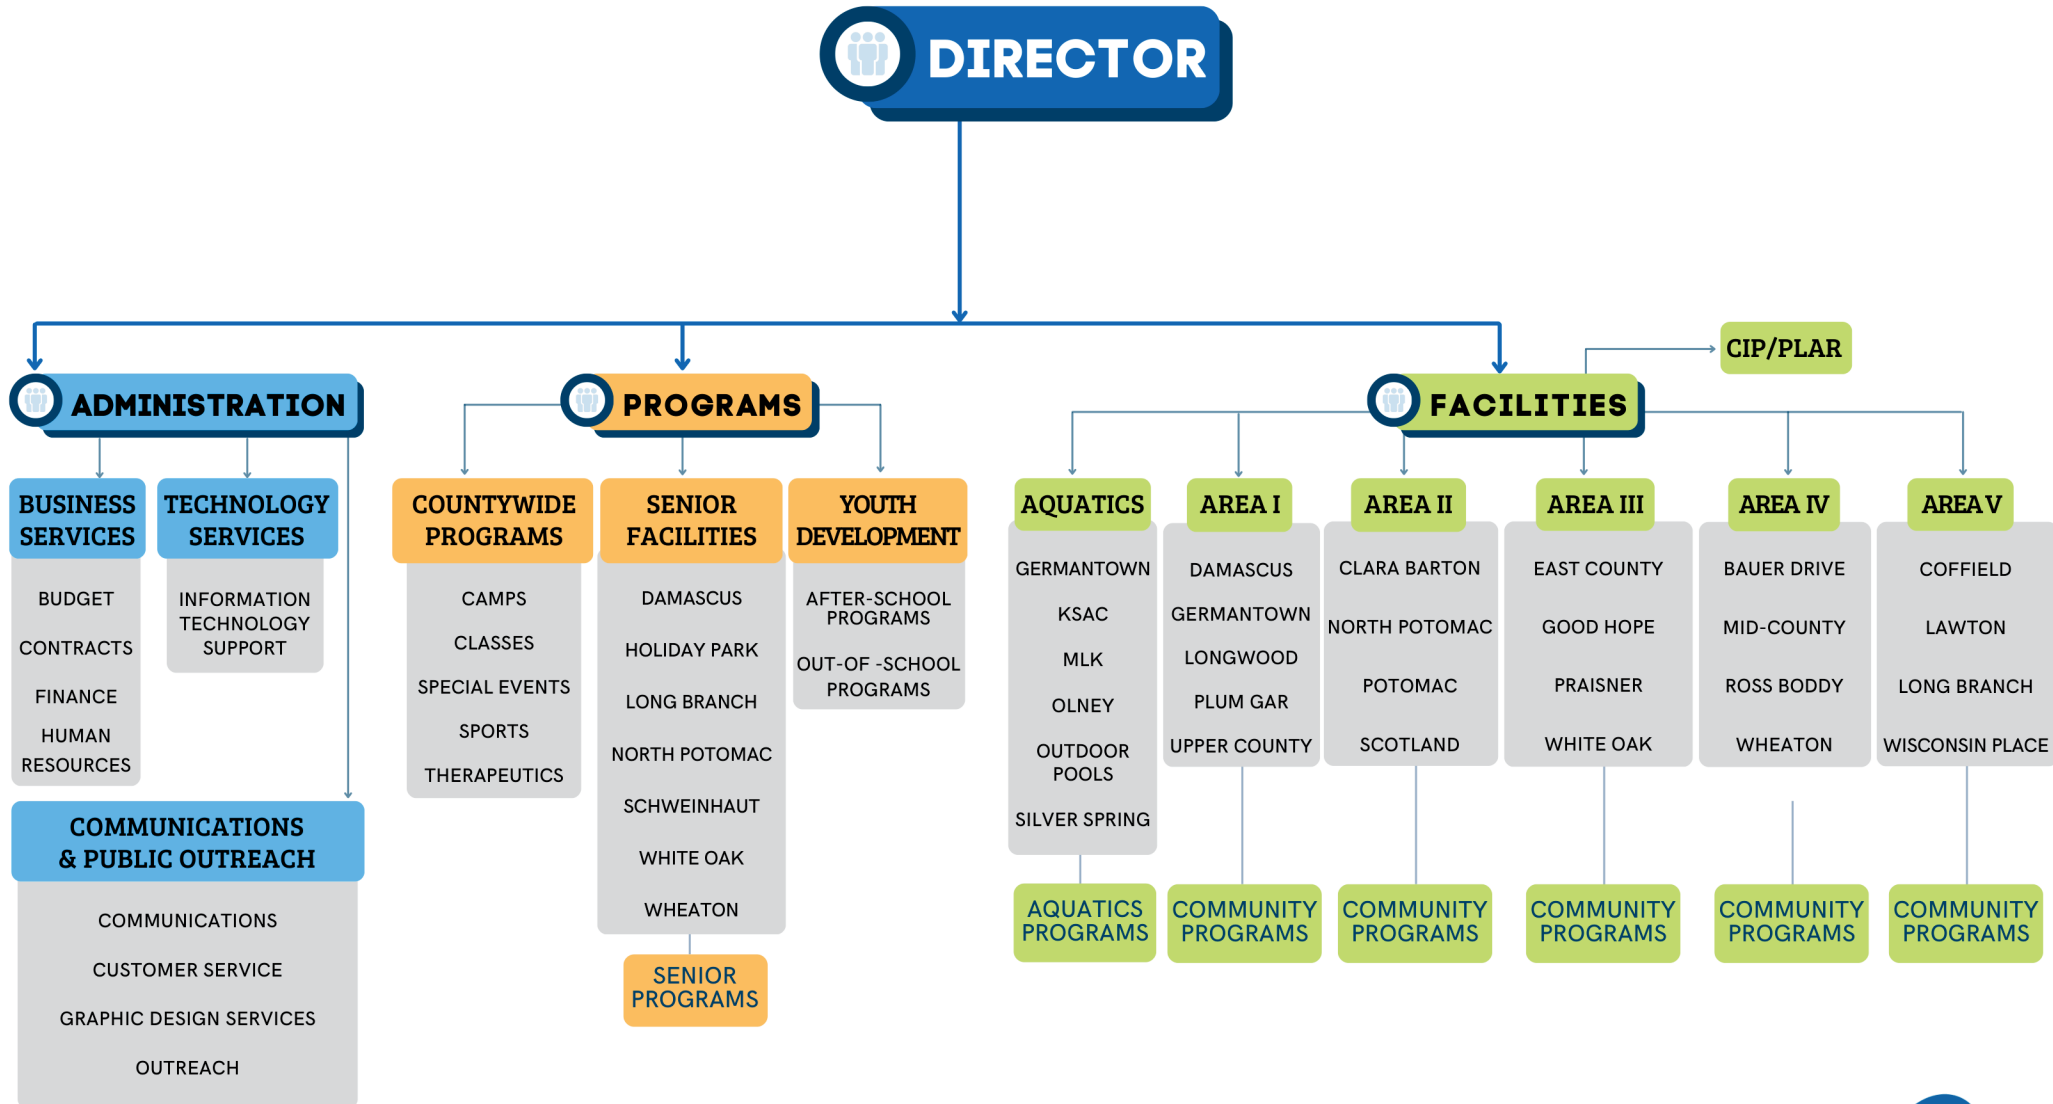 DIRECTOR
CIP/PLAR
ADMINISTRATION
PROGRAMS
FACILITIES
BUSINESS
SERVICES
BUDGET
CONTRACTS
FINANCE
HUMAN
RESOURCES
TECHNOLOGY
SERVICES
INFORMATION
TECHNOLOGY
SUPPORT
COMMUNICATIONS
& PUBLIC OUTREACH
COMMUNICATIONS
CUSTOMER SERVICE
GRAPHIC DESIGN SERVICES
OUTREACH
COUNTYWIDE
PROGRAMS
CAMPS
CLASSES
SPECIAL EVENTS
SPORTS
THERAPEUTICS
SENIOR
FACILITIES
DAMASCUS
HOLIDAY PARK
LONG BRANCH
NORTH POTOMAC
SCHWEINHAUT
WHITE OAK
WHEATON
SENIOR
PROGRAMS
YOUTH
DEVELOPMENT
AFTER-SCHOOL
PROGRAMS
OUT-OF -SCHOOL
PROGRAMS
AQUATICS
GERMANTOWN
KSAC
MLK
OLNEY
OUTDOOR
POOLS
SILVER SPRING
AQUATICS
PROGRAMS
AREA I
DAMASCUS
GERMANTOWN
LONGWOOD
PLUM GAR
UPPER COUNTY
COMMUNITY
PROGRAMS
AREA II
CLARA BARTON
NORTH POTOMAC
POTOMAC
SCOTLAND
COMMUNITY
PROGRAMS
AREA III
EAST COUNTY
GOOD HOPE
PRAISNER
WHITE OAK
COMMUNITY
PROGRAMS
AREA IV
BAUER DRIVE
MID-COUNTY
ROSS BODDY
WHEATON
COMMUNITY
PROGRAMS
AREA V
COFFIELD
LAWTON
LONG BRANCH
WISCONSIN PLACE
COMMUNITY
PROGRAMS